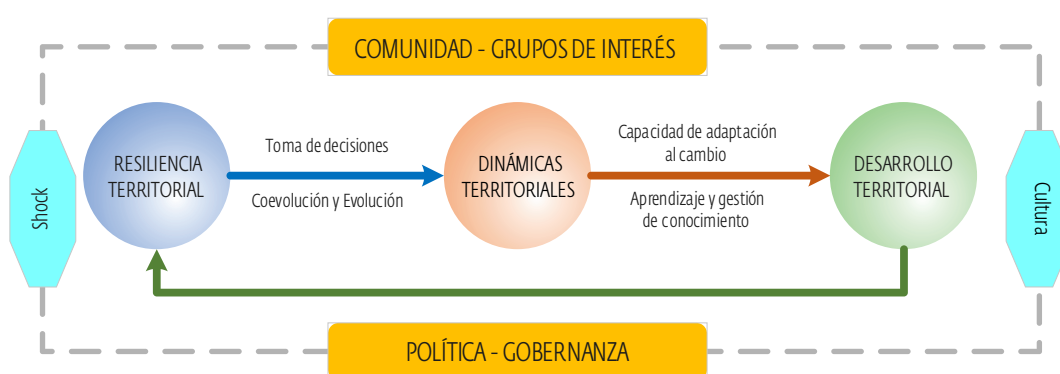 COMUNIDAD - GRUPOS DE INTERÉS
Shock
RESILIENCIA
TERRITORIAL
Toma de decisiones
Coevolución y Evolución
DINÁMICAS
TERRITORIALES
Capacidad de adaptación
al cambio
Aprendizaje y gestión
de conocimiento
DESARROLLO
TERRITORIAL
Cultura
POLÍTICA - GOBERNANZA